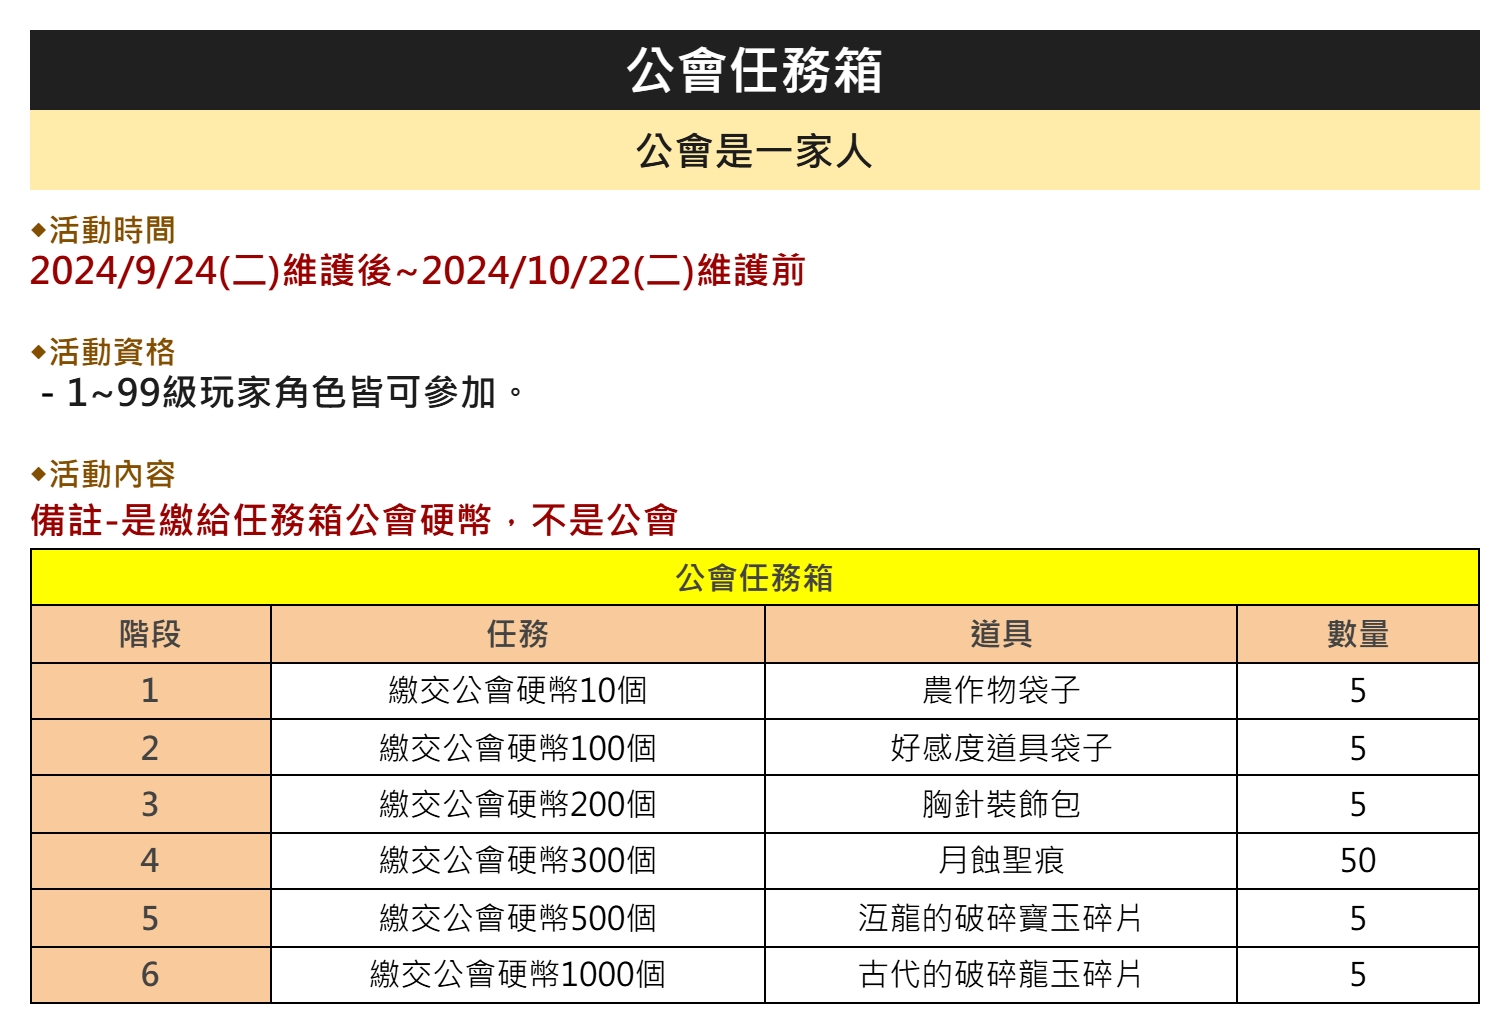 公會任務箱
公會是一家人
◆活動時間
2024/9/24(二)維護後~2024/10/22(二)維護前
◆活動資格
- 1~99級玩家角色皆可參加。
◆活動內容
備註-是繳給任務箱公會硬幣，不是公會
公會任務箱
階段 任務 道具 數量
1 繳交公會硬幣10個 農作物袋子 5
2 繳交公會硬幣100個 好感度道具袋子 5
3 繳交公會硬幣200個 胸針裝飾包 5
4 繳交公會硬幣300個 月蝕聖痕 50
5 繳交公會硬幣500個 沍龍的破碎寶玉碎片 5
6 繳交公會硬幣1000個 古代的破碎龍玉碎片 5